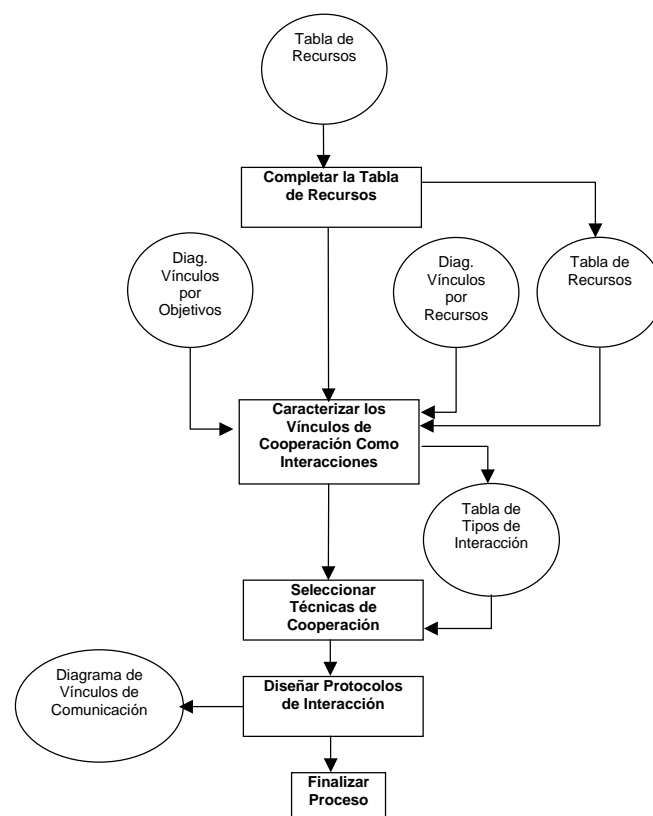 Tabla de
Recursos
Completar la Tabla
de Recursos
Diag.
Vínculos
por
Objetivos
Diag.
Vínculos
por
Recursos
Tabla de
Recursos
Caracterizar los
Vínculos de
Cooperación Como
Interacciones
Tabla de
Tipos de
Interacción
Seleccionar
Técnicas de
Cooperación
Diagrama de
Vínculos de
Comunicación
Diseñar Protocolos
de Interacción
Finalizar
Proceso